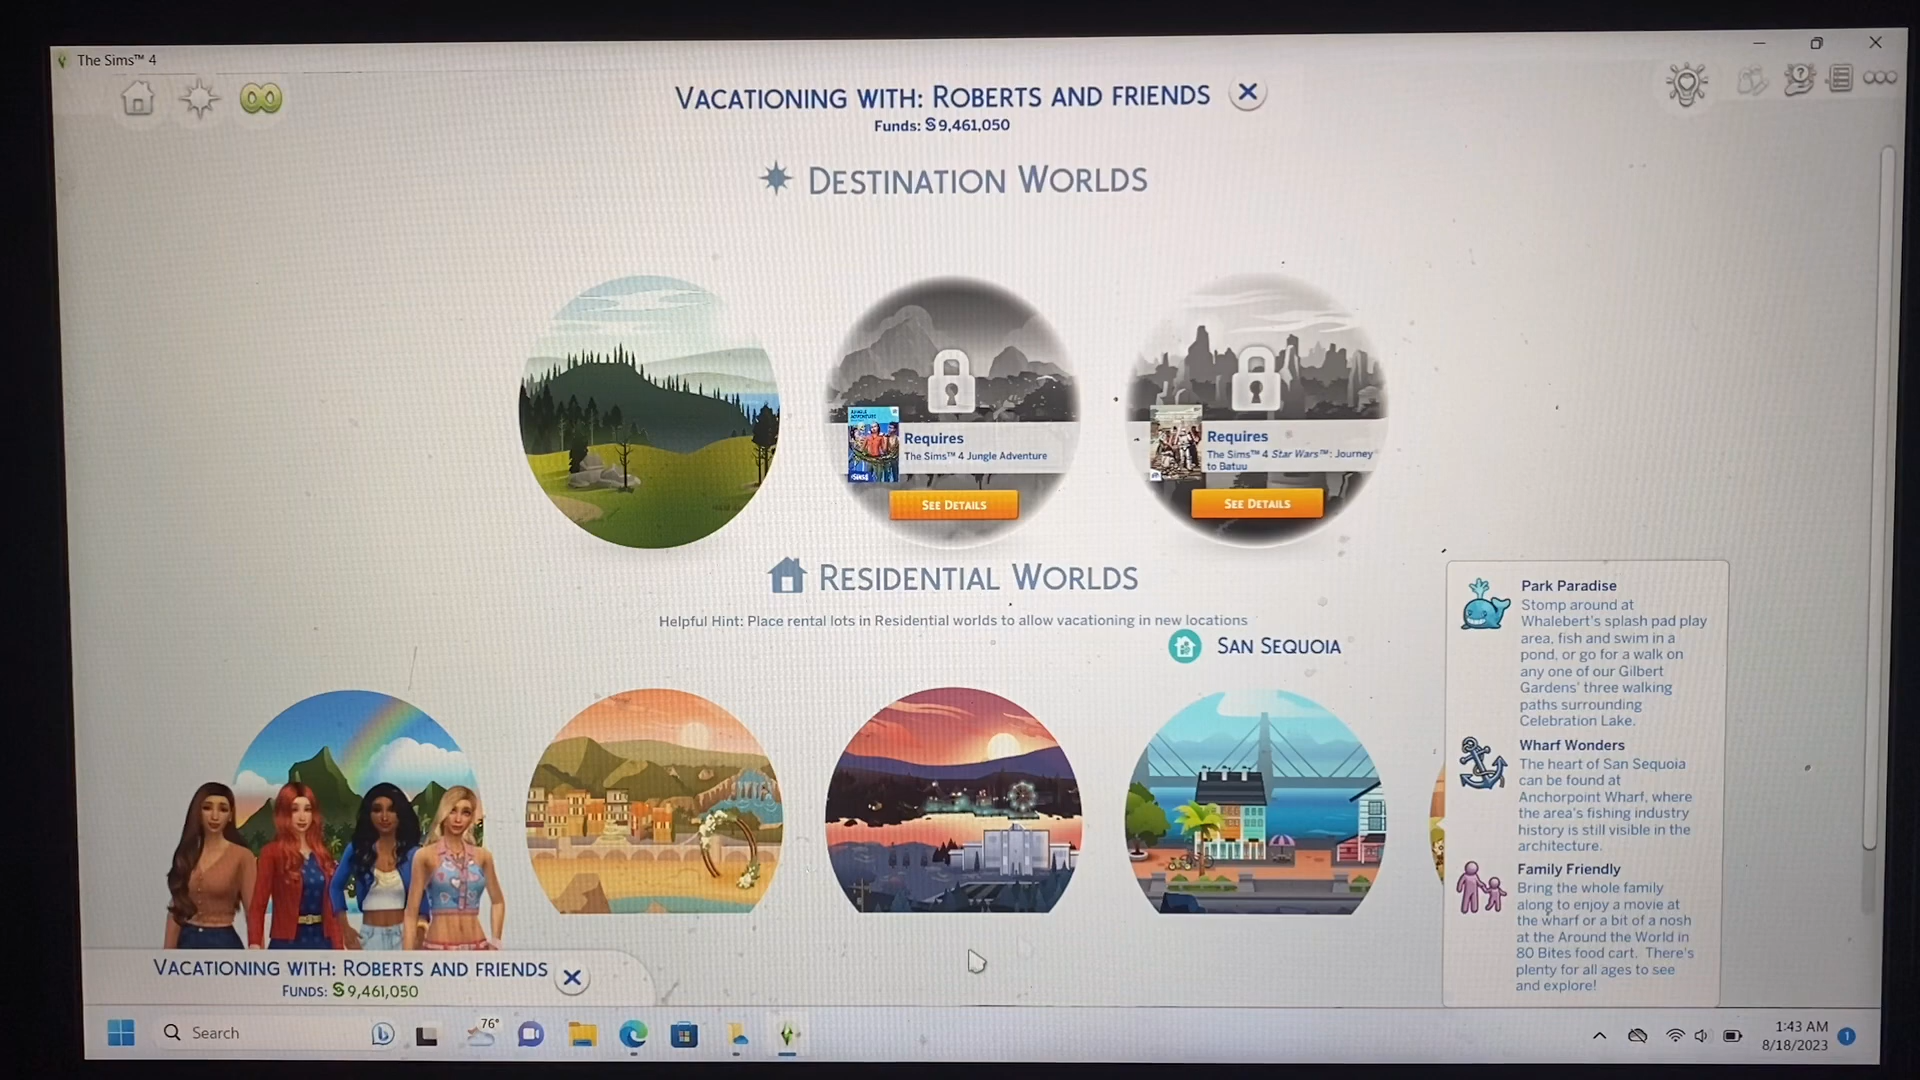 The Sims™ 4
VACATIONING WITH: ROBERTS AND FRIENDS
Funds: §9,461,050
DESTINATION WORLDS
Requires
The Sims™ 4 Jungle Adventure
SEE DETAILS
Requires
The Sims™ 4 Star Wars™: Journey
to Batuu
SEE DETAILS
RESIDENTIAL WORLDS
Helpful Hint: Place rental lots in Residential worlds to allow vacationing in new locations
SAN SEQUOIA
Park Paradise
Stomp around at
Whalebert's splash pad play
area, fish and swim in a
pond, or go for a walk on
any one of our Gilbert
Gardens' three walking
paths surrounding
Celebration Lake.
Wharf Wonders
The heart of San Sequoia
can be found at
Anchorpoint Wharf, where
the area's fishing industry
history is still visible in the
architecture.
Family Friendly
Bring the whole family
along to enjoy a movie at
the wharf or a bit of a nosh
at the Around the World in
80 Bites food cart. There's
plenty for all ages to see
and explore!
VACATIONING WITH: ROBERTS AND FRIENDS
FUNDS: §9,461,050
Search
76°
1:43 AM
8/18/2023
1